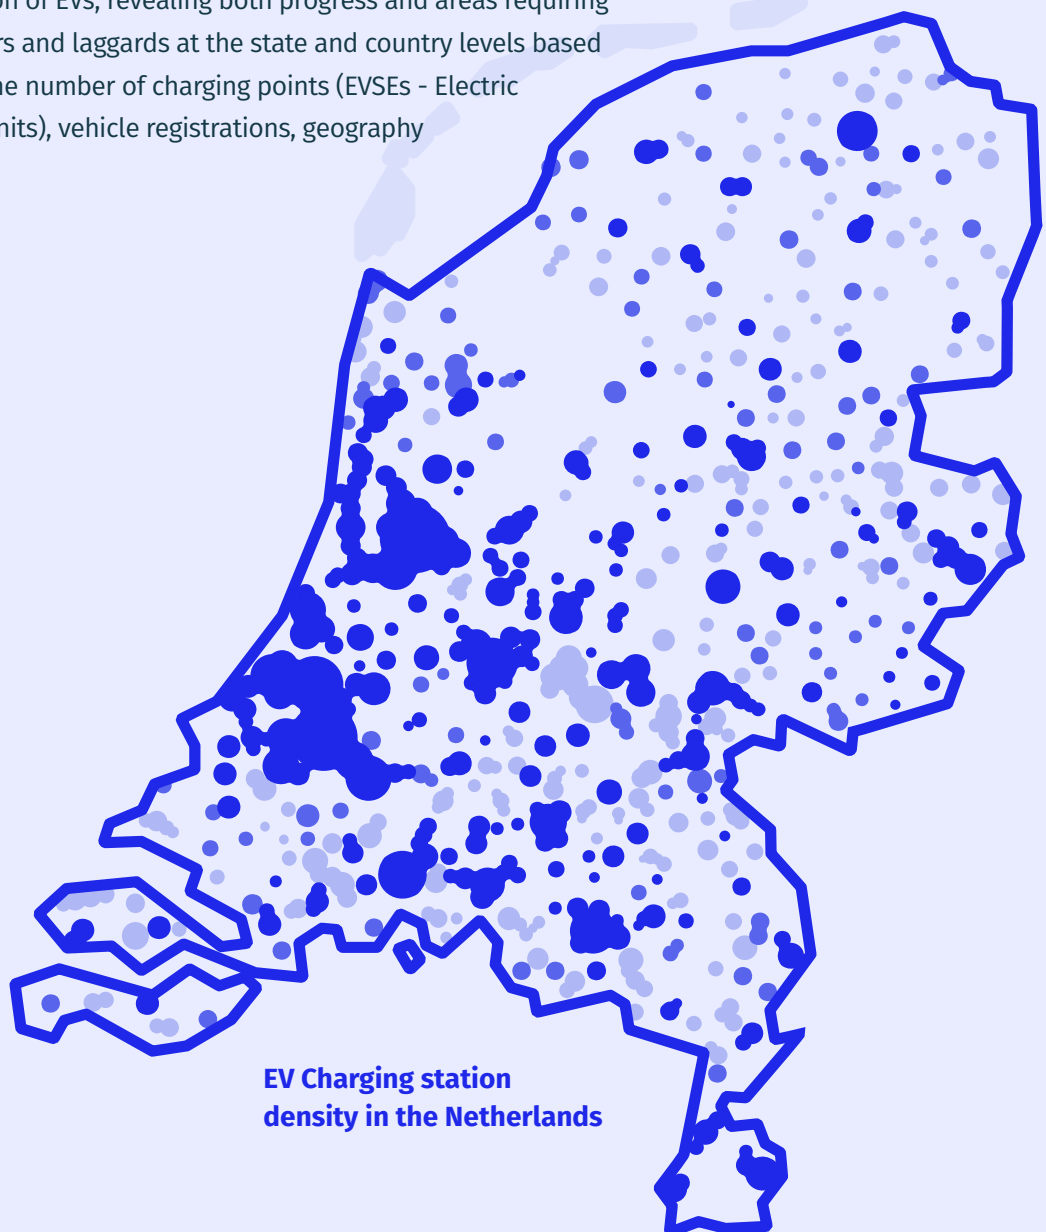 on of EVs, revealing both progress and areas requiring
rs and laggards at the state and country levels based
he number of charging points (EVSEs - Electric
nits), vehicle registrations, geography
EV Charging station
density in the Netherlands